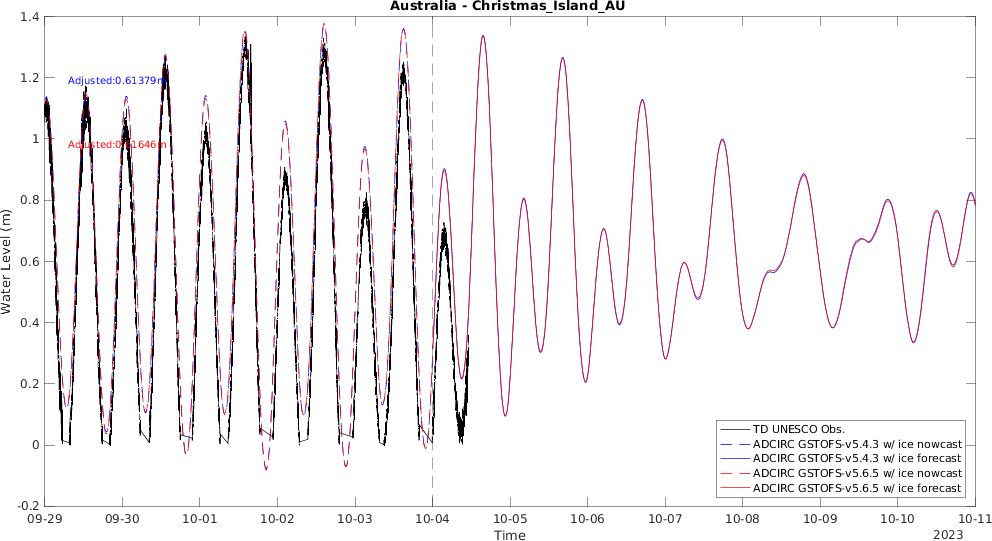 Australia - Christmas_Island_AU
1.4
1.2
1
0.8
0.6
0.4
0.2
0
-0.2
Water Level (m)
Adjusted:0.61379m
Adjusted:0.61646m
TD UNESCO Obs.
ADCIRC GSTOFS-v5.4.3 w/ ice nowcast
ADCIRC GSTOFS-v5.4.3 w/ ice forecast
ADCIRC GSTOFS-v5.6.5 w/ ice nowcast
ADCIRC GSTOFS-v5.6.5 w/ ice forecast
09-29 09-30 10-01 10-02 10-03 10-04 10-05 10-06 10-07 10-08 10-09 10-10 10-11
Time
2023